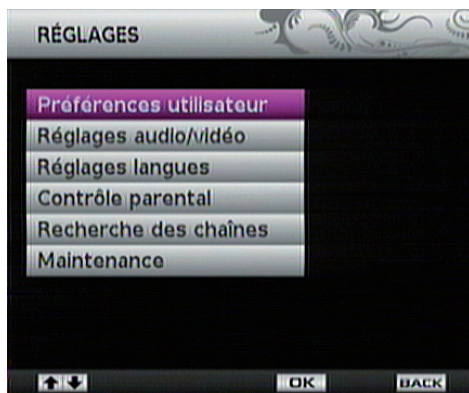 RÉGLAGES
Préférences utilisateur
Réglages audio/vidéo
Réglages langues
Contrôle parental
Recherche des chaînes
Maintenance
OK BACK